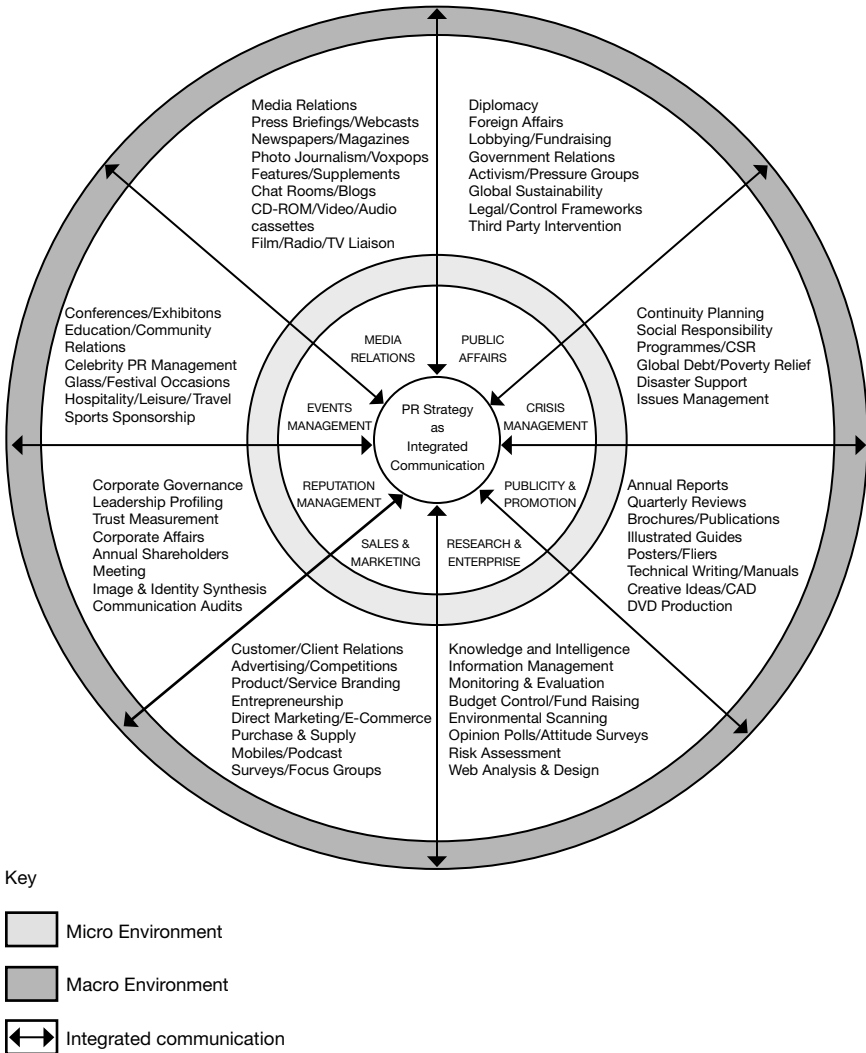 Media Relations
Press Briefings/Webcasts
Newspapers/Magazines
Photo Journalism/Voxpops
Features/Supplements
Chat Rooms/Blogs
CD-ROM/Video/Audio
cassettes
Film/Radio/TV Liaison
Diplomacy
Foreign Affairs
Lobbying/Fundraising
Government Relations
Activism/Pressure Groups
Global Sustainability
Legal/Control Frameworks
Third Party Intervention
Conferences/Exhibitons
Education/Community
Relations
Celebrity PR Management
Glass/Festival Occasions
Hospitality/Leisure/Travel
Sports Sponsorship
MEDIA
RELATIONS
PUBLIC
AFFAIRS
EVENTS
MANAGEMENT
PR Strategy
as
Integrated
Communication
CRISIS
MANAGEMENT
Continuity Planning
Social Responsibility
Programmes/CSR
Global Debt/Poverty Relief
Disaster Support
Issues Management
Corporate Governance
Leadership Profiling
Trust Measurement
Corporate Affairs
Annual Shareholders
Meeting
Image & Identity Synthesis
Communication Audits
REPUTATION
MANAGEMENT
PUBLICITY &
PROMOTION
SALES &
MARKETING
RESEARCH &
ENTERPRISE
Annual Reports
Quarterly Reviews
Brochures/Publications
Illustrated Guides
Posters/Fliers
Technical Writing/Manuals
Creative Ideas/CAD
DVD Production
Customer/Client Relations
Advertising/Competitions
Product/Service Branding
Entrepreneurship
Direct Marketing/E-Commerce
Purchase & Supply
Mobiles/Podcast
Surveys/Focus Groups
Knowledge and Intelligence
Information Management
Monitoring & Evaluation
Budget Control/Fund Raising
Environmental Scanning
Opinion Polls/Attitude Surveys
Risk Assessment
Web Analysis & Design
Key
Micro Environment
Macro Environment
Integrated communication